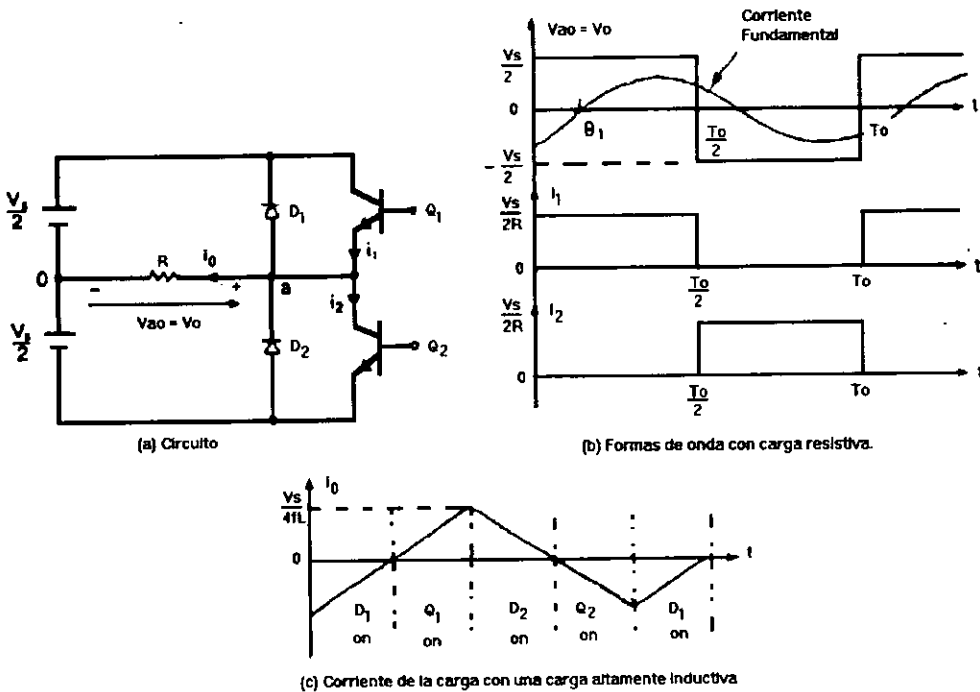 Vao = Vo
Corriente
Fundamental
Vs/2
0
θ1
To/2
To
t
-Vs/2
I1
Vs/2R
0
To/2
To
t
Vs/2R
I2
0
To/2
To
t
(b) Formas de onda con carga resistiva.
Vs/2
D1
Q1
i1
0
R
i0
- +
a
i2
Vao = Vo
Vs/2
D2
Q2
(a) Circuito
Vs/4fL
i0
0
t
D1 Q1 D2 Q2 D1
on on on on on
(c) Corriente de la carga con una carga altamente inductiva